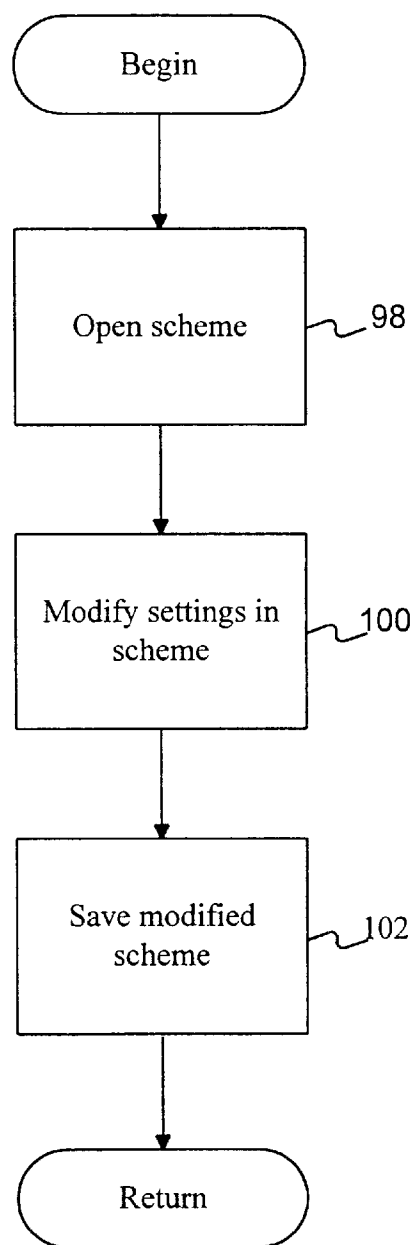 Begin
Open scheme
98
Modify settings in
scheme
100
Save modified
scheme
102
Return